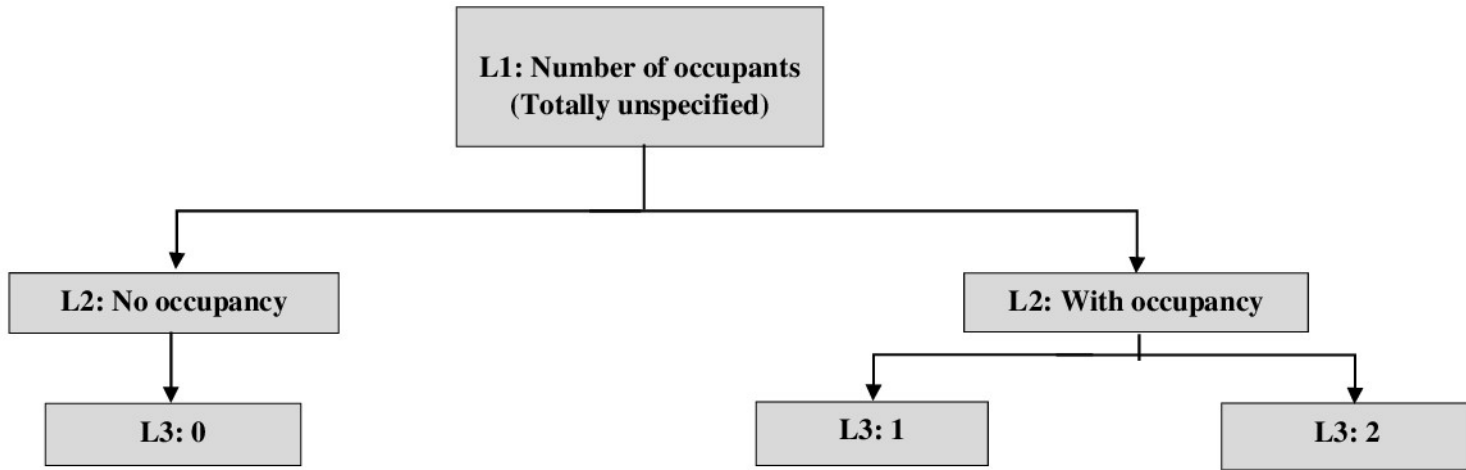 L1: Number of occupants
(Totally unspecified)
L2: No occupancy
L2: With occupancy
L3: 0
L3: 1
L3: 2